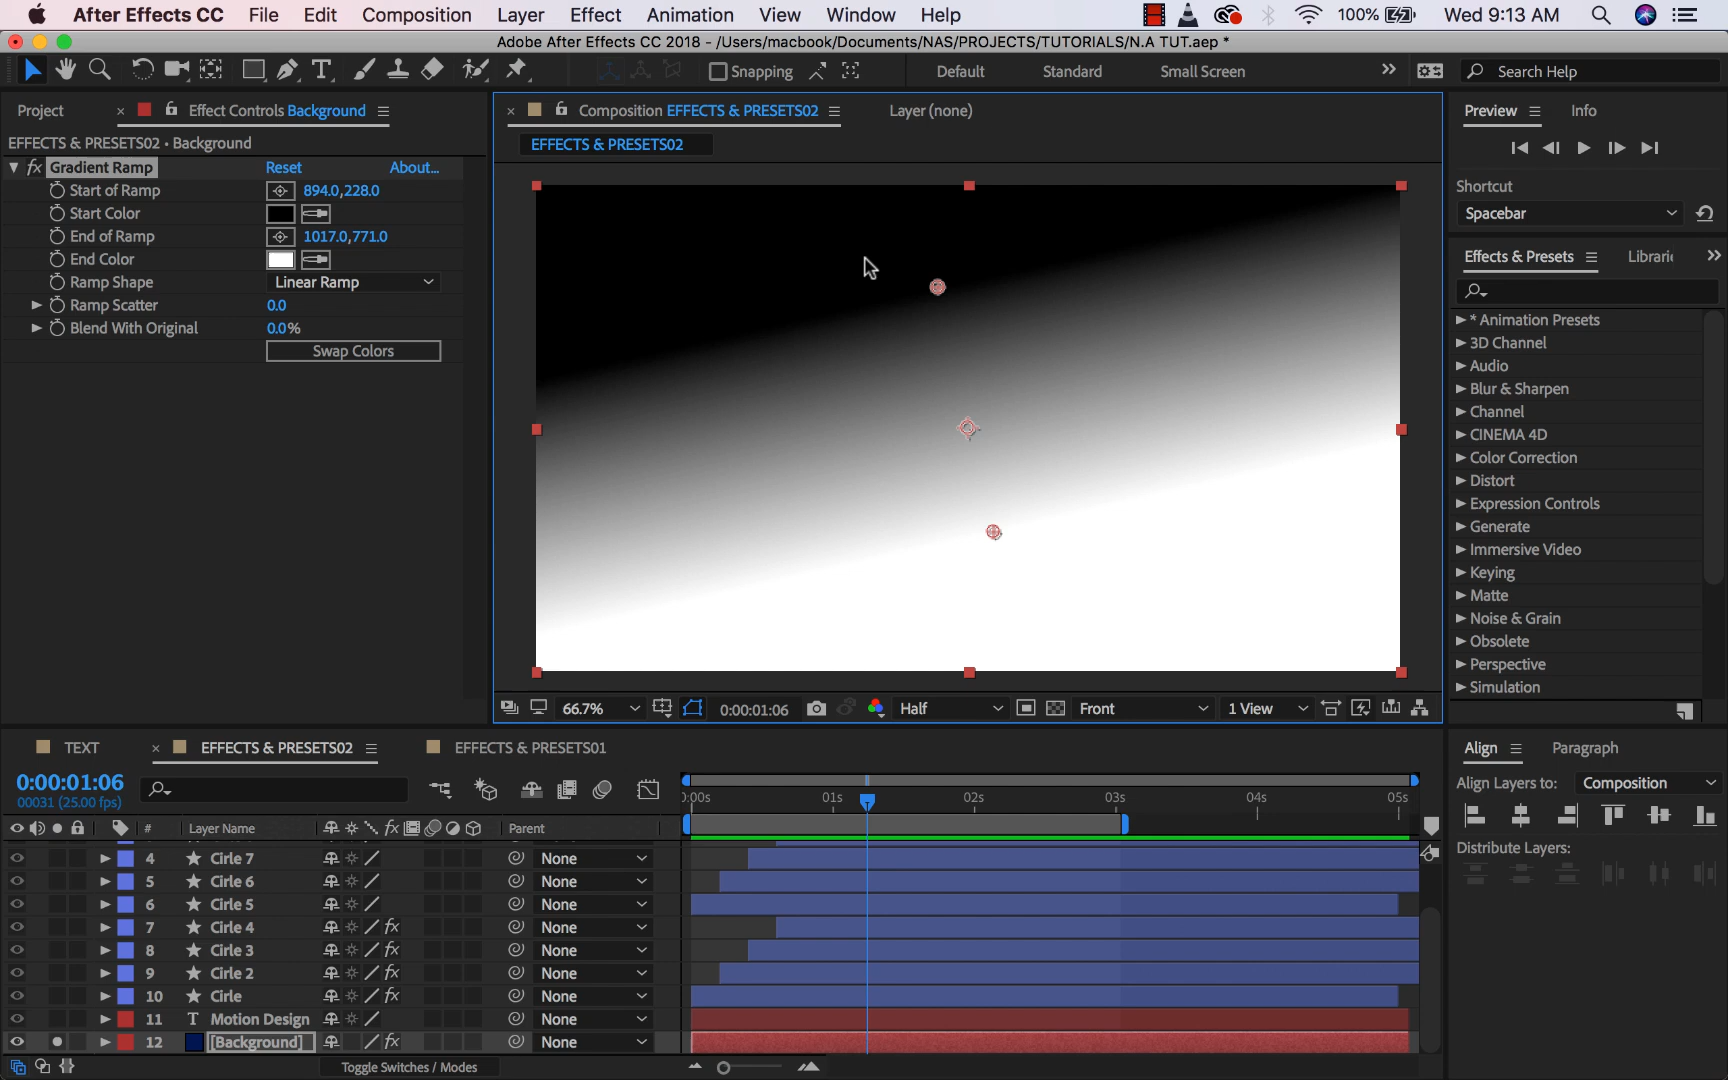 After Effects CC File Edit Composition Layer Effect Animation View Window Help 100% Wed 9:13 AM
Adobe After Effects CC 2018 - /Users/macbook/Documents/NAS/PROJECTS/TUTORIALS/N.A TUT.aep *
Snapping Default Standard Small Screen Search Help
Project Effect Controls Background
EFFECTS & PRESETS02 • Background
fx Gradient Ramp Reset About...
Start of Ramp 894.0,228.0
Start Color
End of Ramp 1017.0,771.0
End Color
Ramp Shape Linear Ramp
Ramp Scatter 0.0
Blend With Original 0.0%
Swap Colors
Composition EFFECTS & PRESETS02 Layer (none)
EFFECTS & PRESETS02
66.7% 0:00:01:06 Half Front 1 View
Preview Info
Shortcut
Spacebar
Effects & Presets Librari
* Animation Presets
3D Channel
Audio
Blur & Sharpen
Channel
CINEMA 4D
Color Correction
Distort
Expression Controls
Generate
Immersive Video
Keying
Matte
Noise & Grain
Obsolete
Perspective
Simulation
TEXT EFFECTS & PRESETS02 EFFECTS & PRESETS01
0:00:01:06
00031 (25.00 fps)
0:00s 01s 02s 03s 04s 05s
# Layer Name Parent
4 Cirle 7 None
5 Cirle 6 None
6 Cirle 5 None
7 Cirle 4 fx None
8 Cirle 3 fx None
9 Cirle 2 fx None
10 Cirle fx None
11 T Motion Design None
12 [Background] fx None
Toggle Switches / Modes
Align Paragraph
Align Layers to: Composition
Distribute Layers: